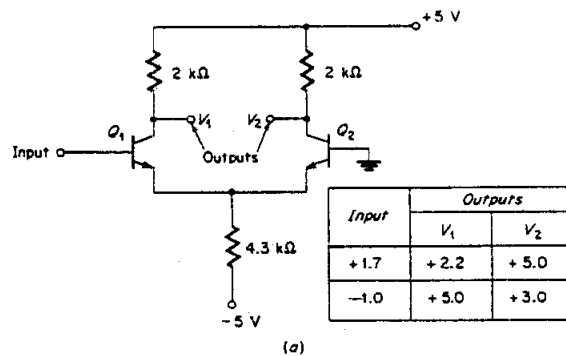 +5 V
2 kΩ
2 kΩ
V1
V2
Q1
Q2
Input
Outputs
4.3 kΩ
-5 V
Input Outputs
V1 V2
+1.7 +2.2 +5.0
-1.0 +5.0 +3.0
(a)